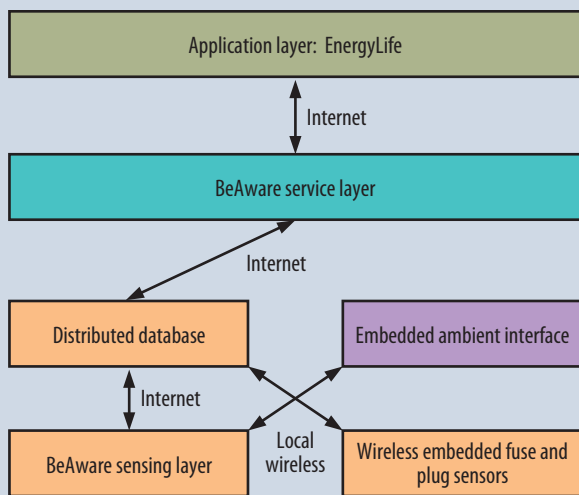 Application layer: EnergyLife
Internet
BeAware service layer
Internet
Distributed database
Embedded ambient interface
Internet
Local
wireless
BeAware sensing layer
Wireless embedded fuse and
plug sensors